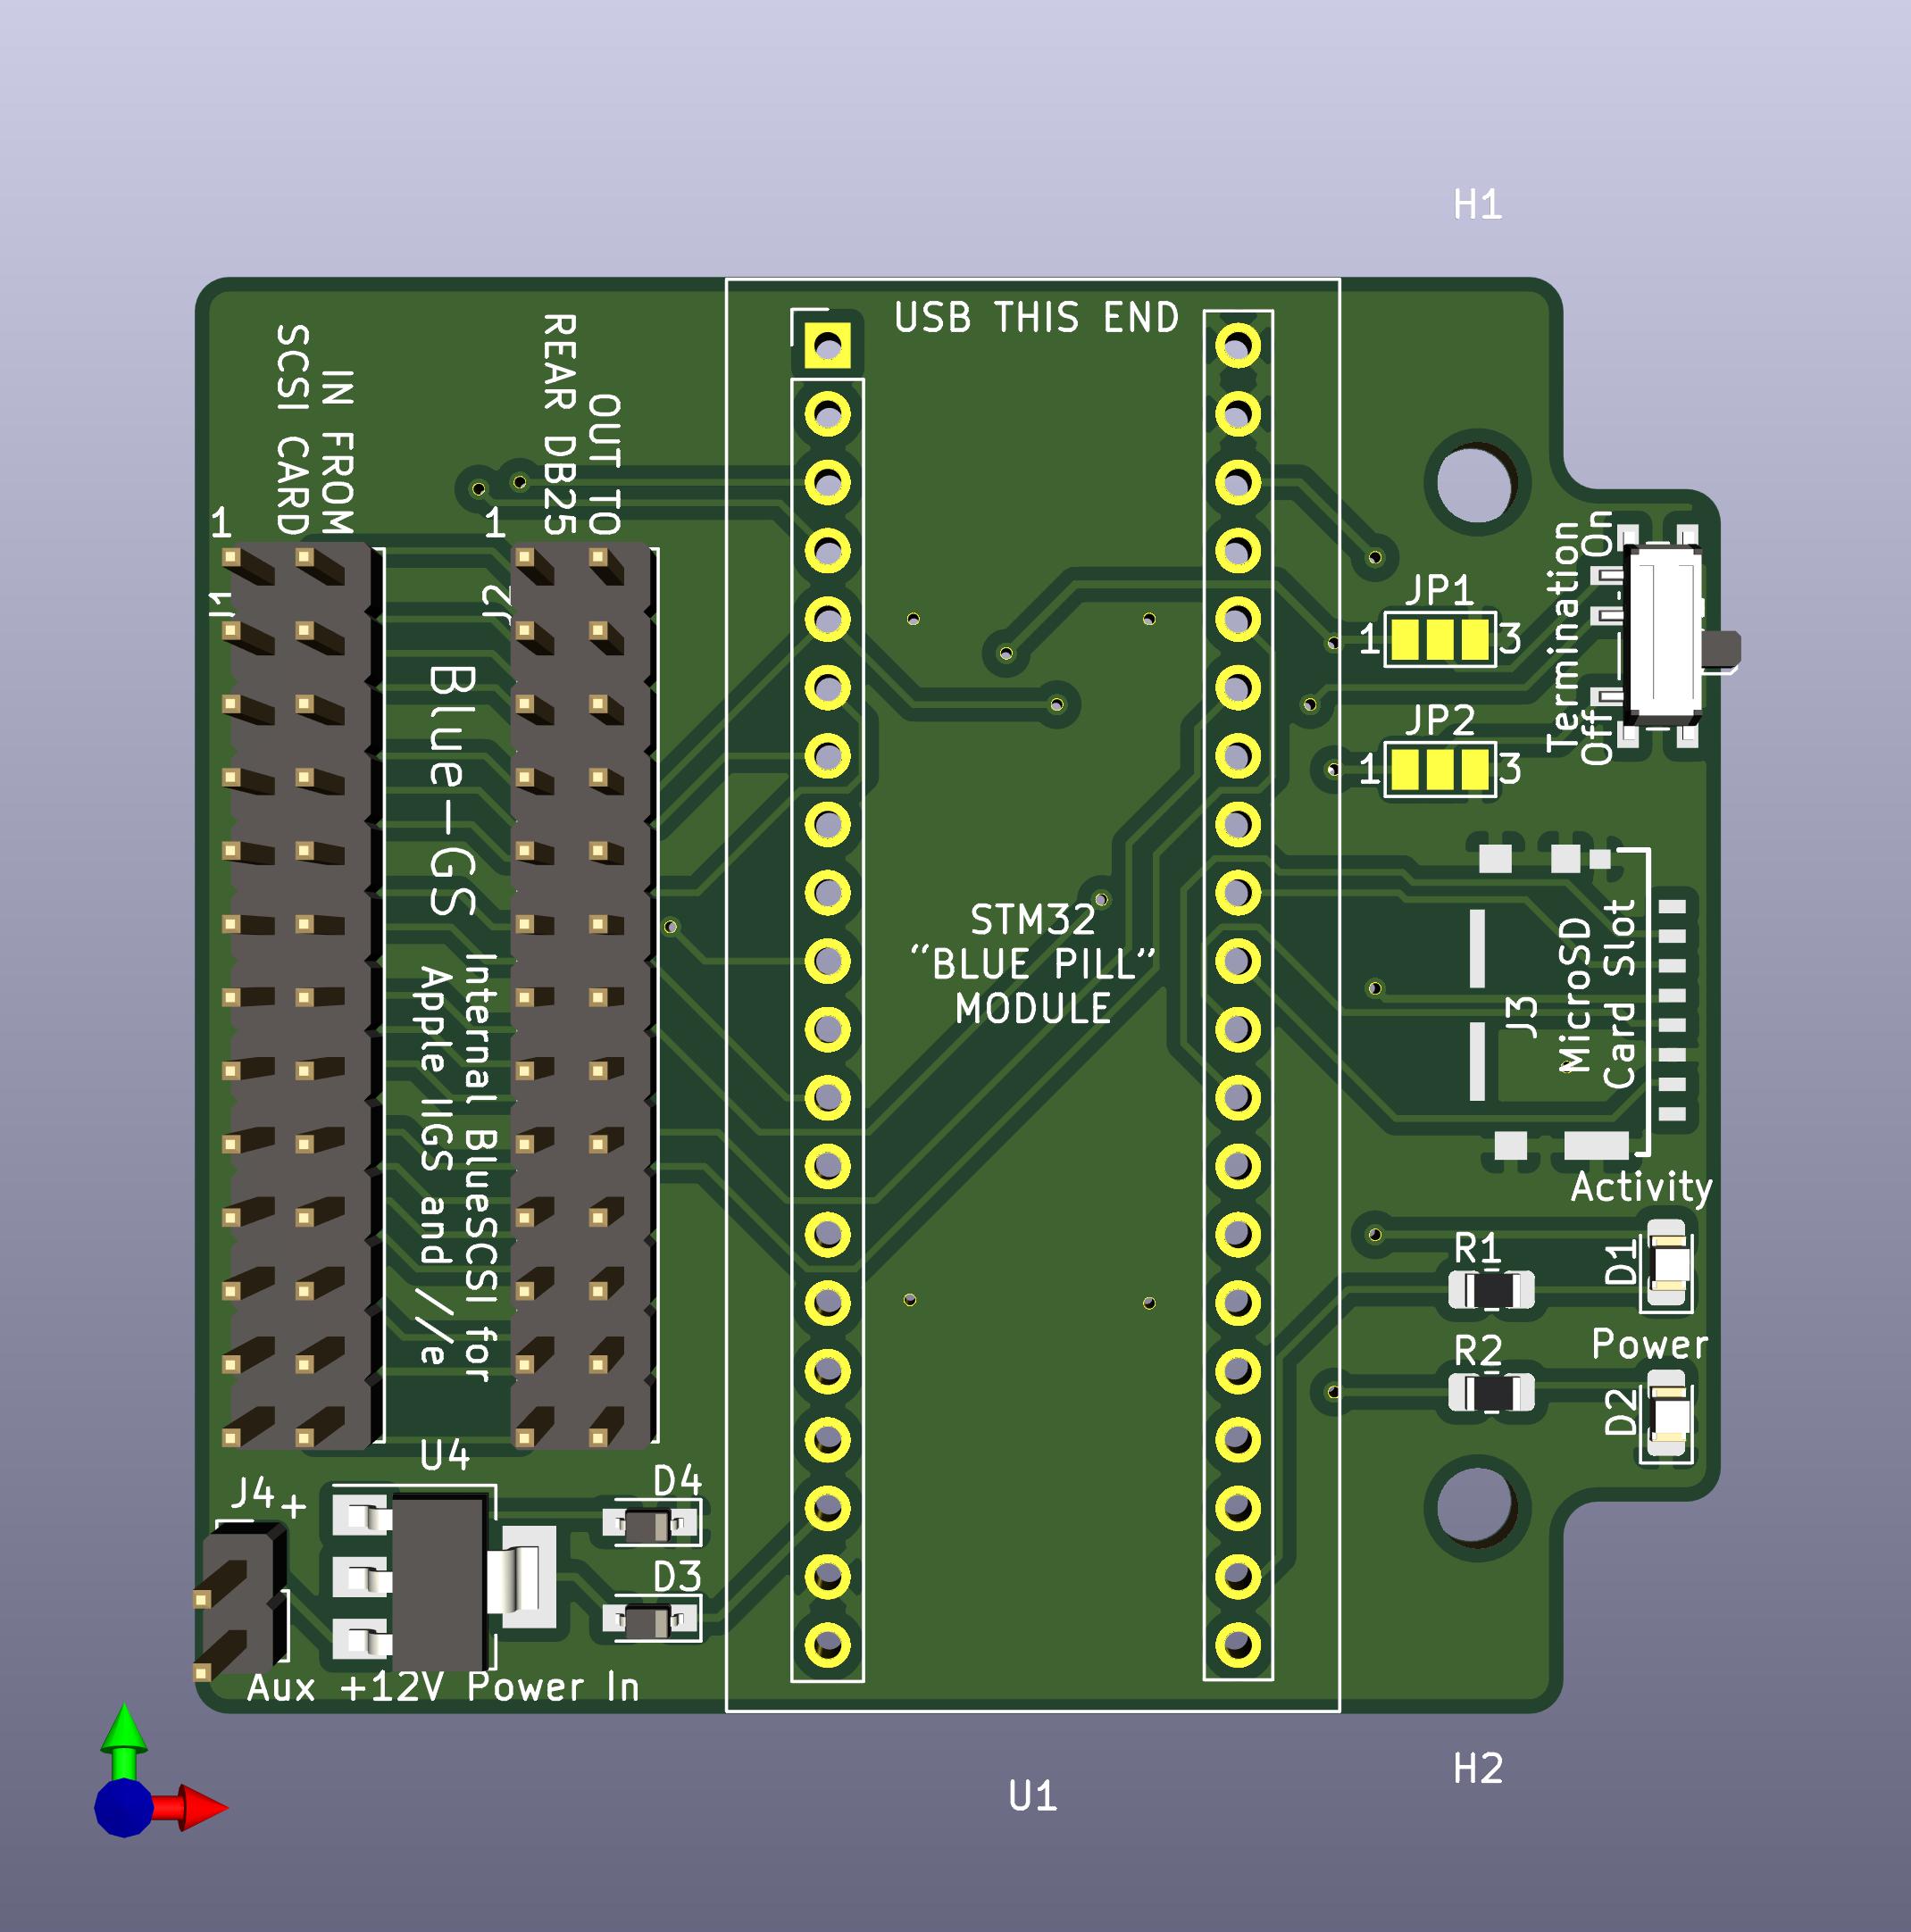 H1
USB THIS END
SCSI CARD
IN FROM
REAR DB25
OUT TO
1
1
J1
J2
JP1
1
3
JP2
1
3
Termination
On
Off
Blue-GS
Internal BlueSCSI for
Apple IIGS and //e
STM32
“BLUE PILL”
MODULE
J3
MicroSD
Card Slot
Activity
R1
D1
Power
R2
D2
U4
J4
+
D4
D3
Aux +12V Power In
U1
H2